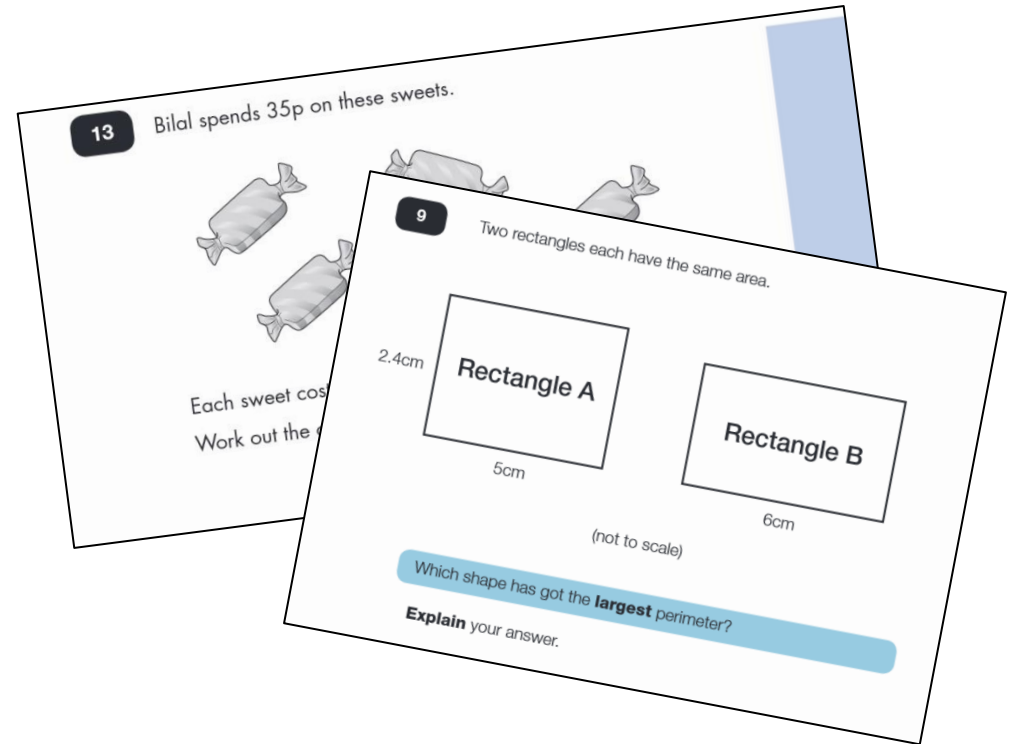 13
Bilal spends 35p on these sweets.
Each sweet
Work out the
9
Two rectangles each have the same area.
2.4cm
Rectangle A
5cm
Rectangle B
6cm
(not to scale)
Which shape has got the largest perimeter?
Explain your answer.